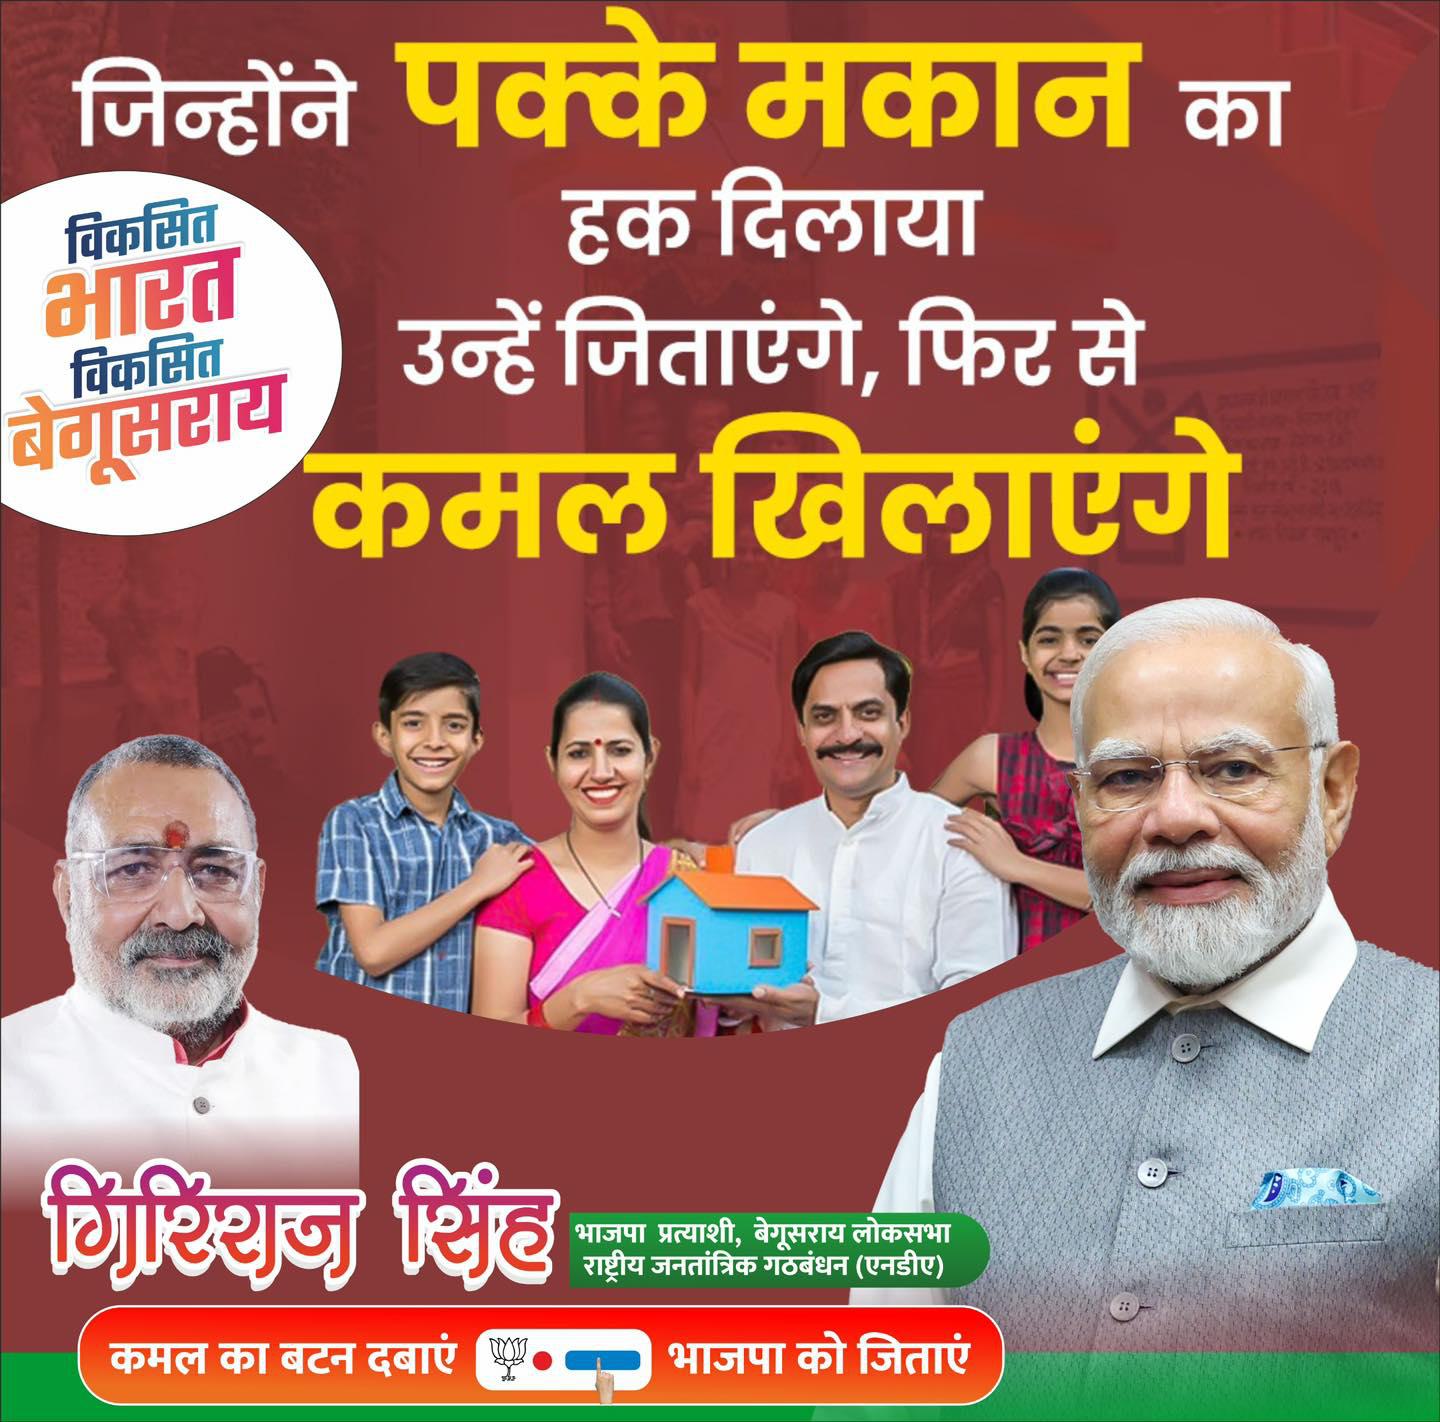 जिन्होंने पक्के मकान का
हक दिलाया
उन्हें जिताएंगे, फिर से
कमल खिलाएंगे
विकसित
भारत
विकसित
बेगूसराय
गिरिराज सिंह
भाजपा प्रत्याशी, बेगूसराय लोकसभा
राष्ट्रीय जनतांत्रिक गठबंधन (एनडीए)
कमल का बटन दबाएं भाजपा को जिताएं